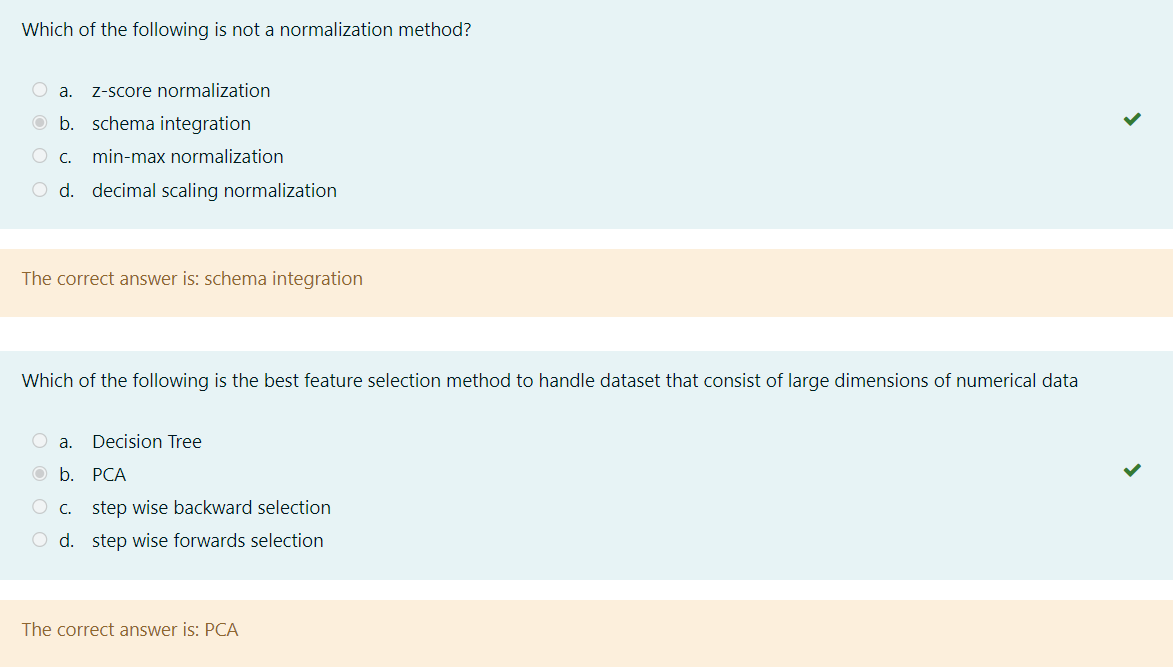 Which of the following is not a normalization method?
a. z-score normalization
b. schema integration
c. min-max normalization
d. decimal scaling normalization
The correct answer is: schema integration
Which of the following is the best feature selection method to handle dataset that consist of large dimensions of numerical data
a. Decision Tree
b. PCA
c. step wise backward selection
d. step wise forwards selection
The correct answer is: PCA